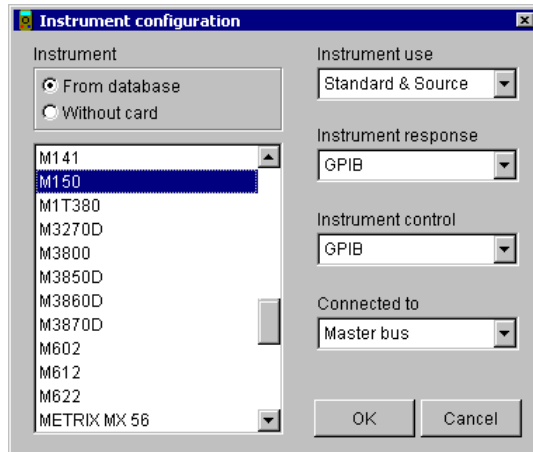 Instrument configuration
Instrument
From database
Without card
M141
M150
M1T380
M3270D
M3800
M3850D
M3860D
M3870D
M602
M612
M622
METRIX MX 56
Instrument use
Standard & Source
Instrument response
GPIB
Instrument control
GPIB
Connected to
Master bus
OK
Cancel